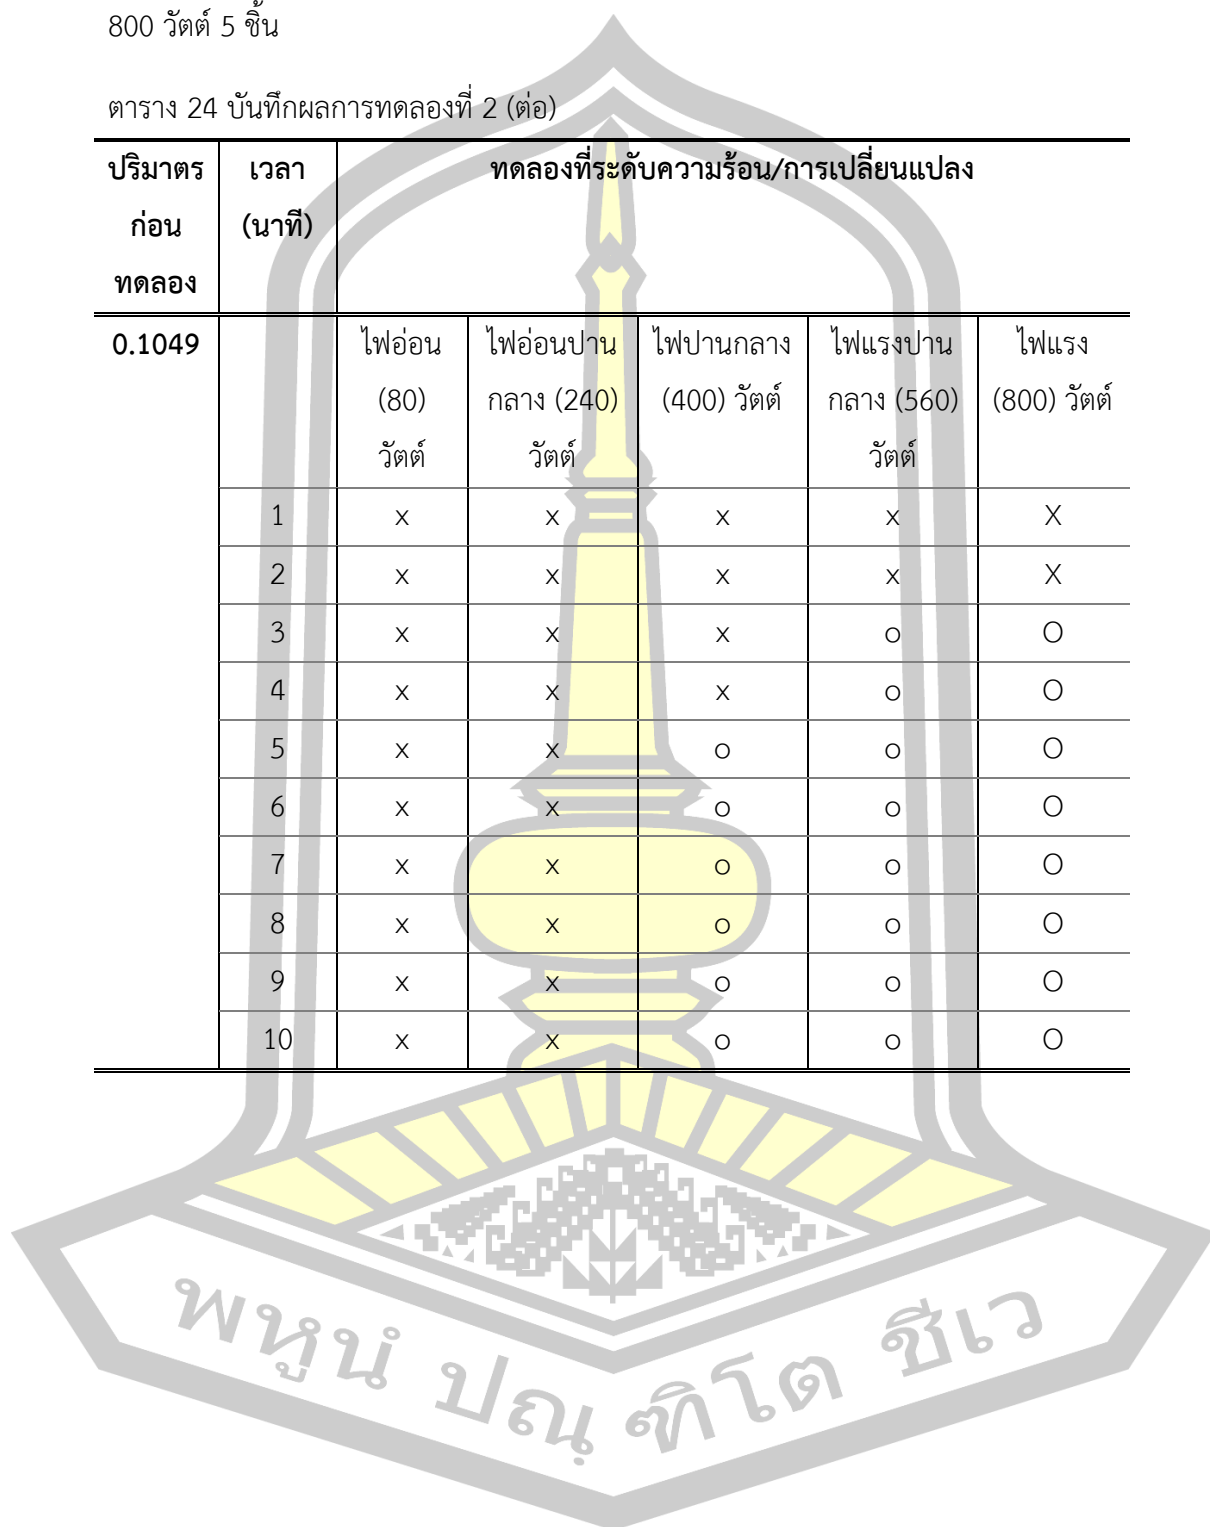 800 วัตต์ 5 ชิ้น
ตาราง 24 บันทึกผลการทดลองที่ 2 (ต่อ)
ปริมาตร เวลา ทดลองที่ระดับความร้อน/การเปลี่ยนแปลง
ก่อน (นาที)
ทดลอง
0.1049 ไฟอ่อน ไฟอ่อนปาน ไฟปานกลาง ไฟแรงปาน ไฟแรง
(80) กลาง (240) (400) วัตต์ กลาง (560) (800) วัตต์
วัตต์ วัตต์ วัตต์
1 x x x x X
2 x x x x X
3 x x x o O
4 x x x o O
5 x x o o O
6 x x o o O
7 x x o o O
8 x x o o O
9 x x o o O
10 x x o o O
พหูนํ ปณฺฑิโต ชีเว